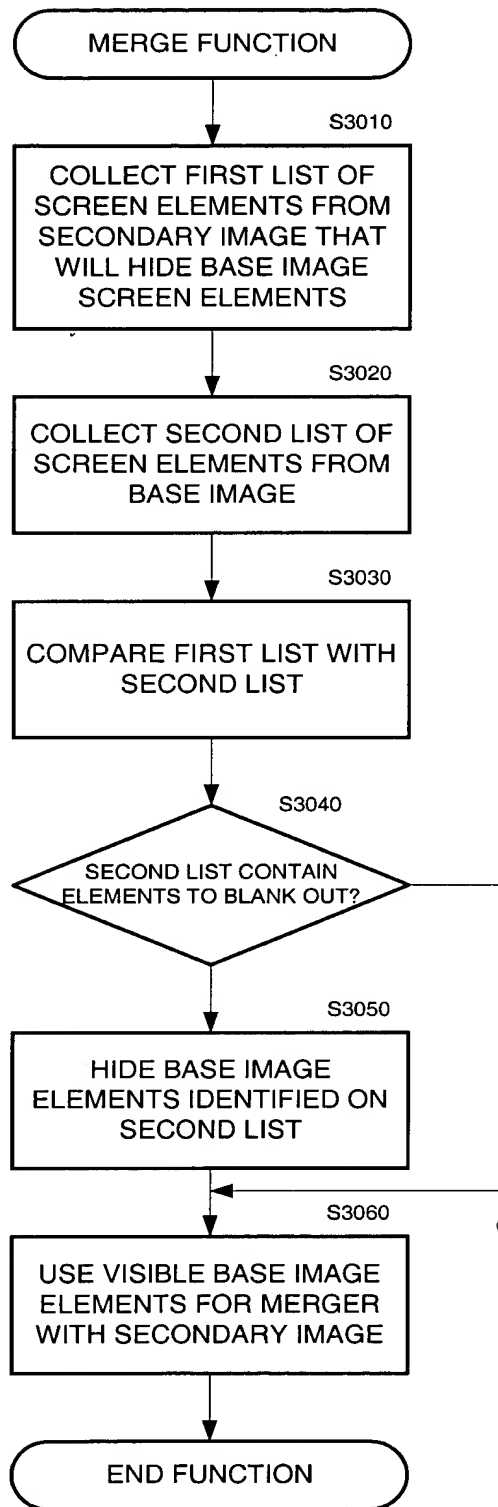 MERGE FUNCTION
S3010
COLLECT FIRST LIST OF
SCREEN ELEMENTS FROM
SECONDARY IMAGE THAT
WILL HIDE BASE IMAGE
SCREEN ELEMENTS
S3020
COLLECT SECOND LIST OF
SCREEN ELEMENTS FROM
BASE IMAGE
S3030
COMPARE FIRST LIST WITH
SECOND LIST
S3040
SECOND LIST CONTAIN
ELEMENTS TO BLANK OUT?
S3050
HIDE BASE IMAGE
ELEMENTS IDENTIFIED ON
SECOND LIST
S3060
USE VISIBLE BASE IMAGE
ELEMENTS FOR MERGER
WITH SECONDARY IMAGE
END FUNCTION